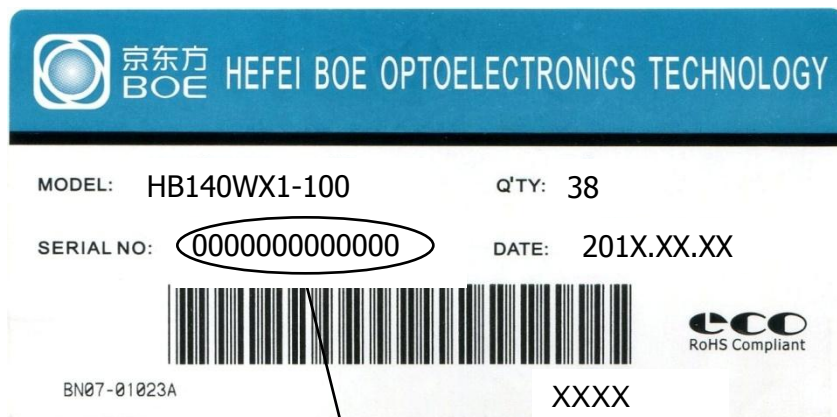 京东方
BOE
HEFEI BOE OPTOELECTRONICS TECHNOLOGY
MODEL: HB140WX1-100 Q'TY: 38
SERIAL NO: 0000000000000 DATE: 201X.XX.XX
eco
RoHS Compliant
BN07-01023A XXXX